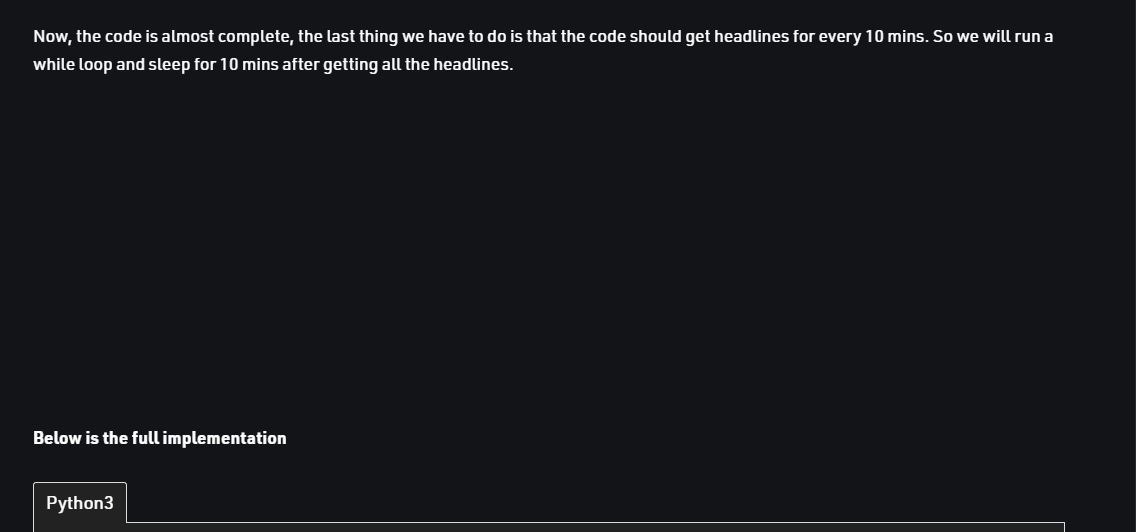 Now, the code is almost complete, the last thing we have to do is that the code should get headlines for every 10 mins. So we will run a
while loop and sleep for 10 mins after getting all the headlines.
Below is the full implementation
Python3